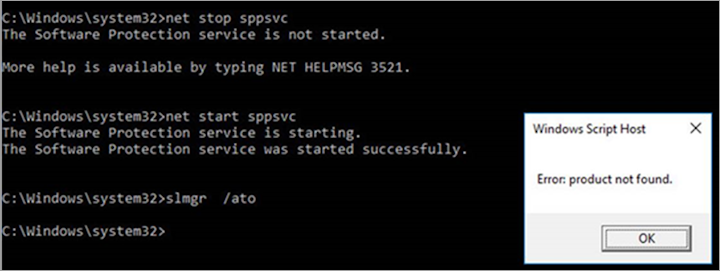 C:\Windows\system32>net stop sppsvc
The Software Protection service is not started.
More help is available by typing NET HELPMSG 3521.
C:\Windows\system32>net start sppsvc
The Software Protection service is starting.
The Software Protection service was started successfully.
C:\Windows\system32>slmgr  /ato
C:\Windows\system32>
Windows Script Host
Error: product not found.
OK